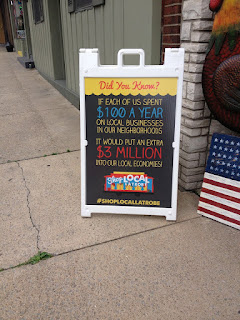 Did You Know?
IF EACH OF US SPENT
$100 A YEAR
ON LOCAL BUSINESSES
IN OUR NEIGHBORHOODS
IT WOULD PUT AN EXTRA
$3 MILLION
INTO OUR LOCAL ECONOMIES!
Shop LOCAL
LATROBE
#SHOPLOCALLATROBE